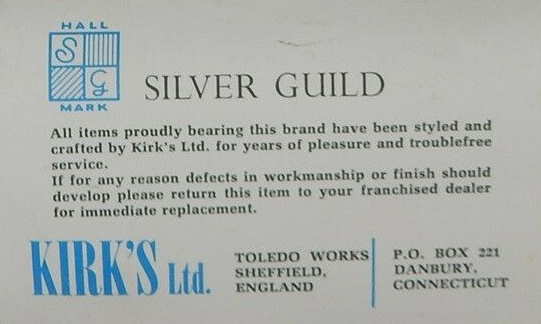 HALL
S
G
MARK
SILVER GUILD
All items proudly bearing this brand have been styled and
crafted by Kirk's Ltd. for years of pleasure and troublefree
service.
If for any reason defects in workmanship or finish should
develop please return this item to your franchised dealer
for immediate replacement.
KIRK'S Ltd.
TOLEDO WORKS
SHEFFIELD,
ENGLAND
P.O. BOX 221
DANBURY,
CONNECTICUT